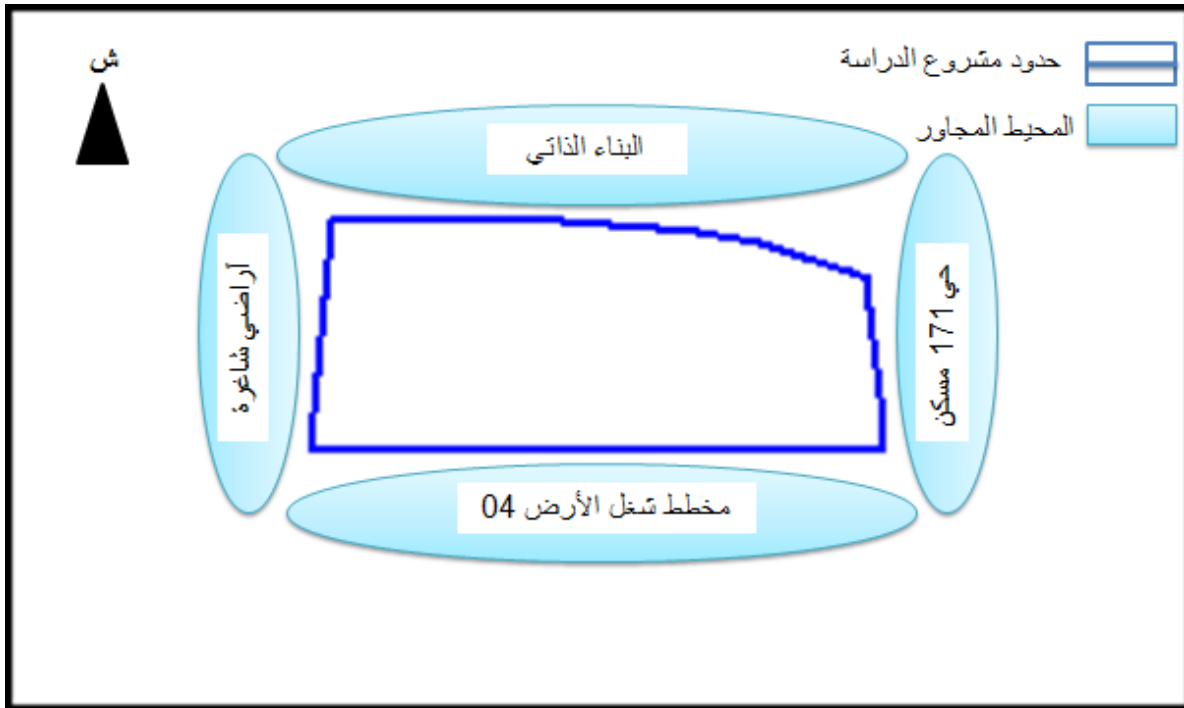 حدود مشروع الدراسة
المحيط المجاور
ش
البناء الذاتي
حي 171 مسكن
أراضي شاغرة
مخطط شغل الأرض 04